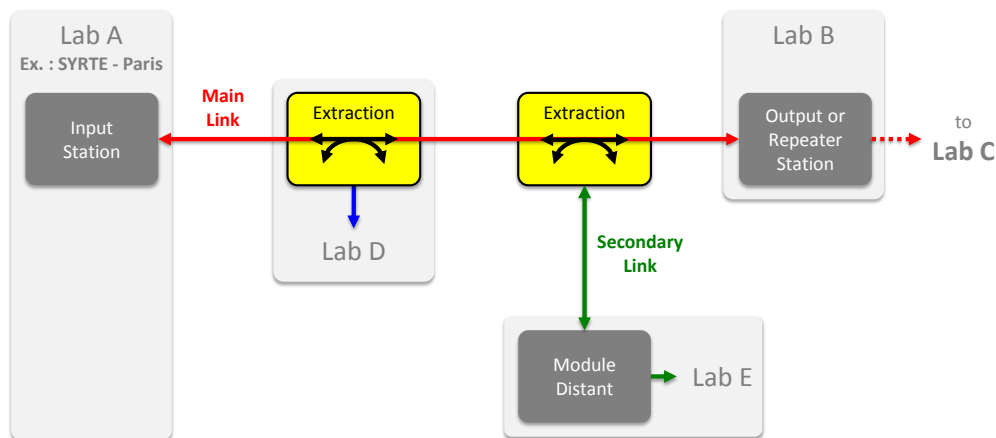 Lab A
Ex. : SYRTE - Paris
Input
Station
Main
Link
Extraction
Lab D
Extraction
Secondary
Link
Module
Distant
Lab E
Lab B
Output or
Repeater
Station
to
Lab C